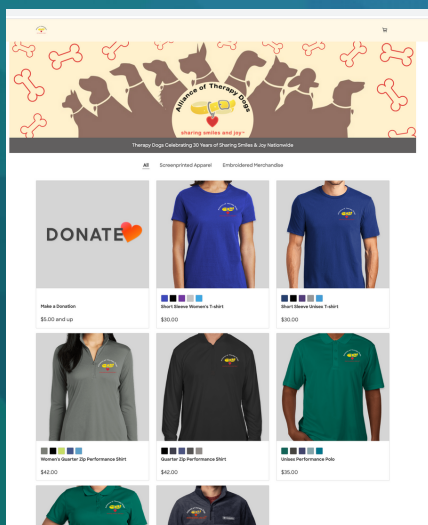 Alliance of Therapy Dogs
sharing smiles and joy™
Therapy Dogs Celebrating 30 Years of Sharing Smiles & Joy Nationwide
All Screenprinted Apparel Embroidered Merchandise
DONATE
Make a Donation
$5.00 and up
Short Sleeve Women's T-shirt
$30.00
Short Sleeve Unisex T-shirt
$30.00
Women's Quarter Zip Performance Shirt
$42.00
Quarter Zip Performance Shirt
$42.00
Unisex Performance Polo
$35.00